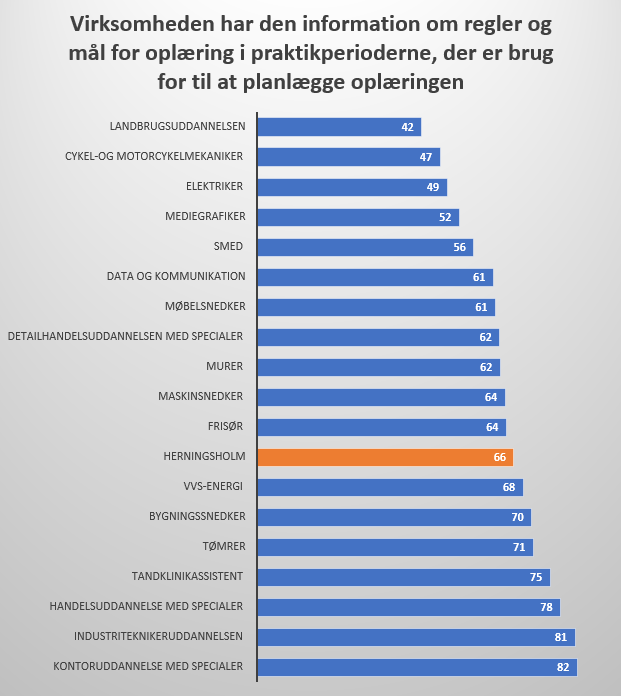 Virksomheden har den information om regler og
mål for oplæring i praktikperioderne, der er brug
for til at planlægge oplæringen
LANDBRUGSUDDANNELSEN 42
CYKEL-OG MOTORCYKELMEKANIKER 47
ELEKTRIKER 49
MEDIEGRAFIKER 52
SMED 56
DATA OG KOMMUNIKATION 61
MØBELSNEDKER 61
DETAILHANDELSUDDANNELSEN MED SPECIALER 62
MURER 62
MASKINSNEDKER 64
FRISØR 64
HERNINGSHOLM 66
VVS-ENERGI 68
BYGNINGSSNEDKER 70
TØMRER 71
TANDKLINIKASSISTENT 75
HANDELSUDDANNELSE MED SPECIALER 78
INDUSTRITEKNIKERUDDANNELSEN 81
KONTORUDDANNELSE MED SPECIALER 82